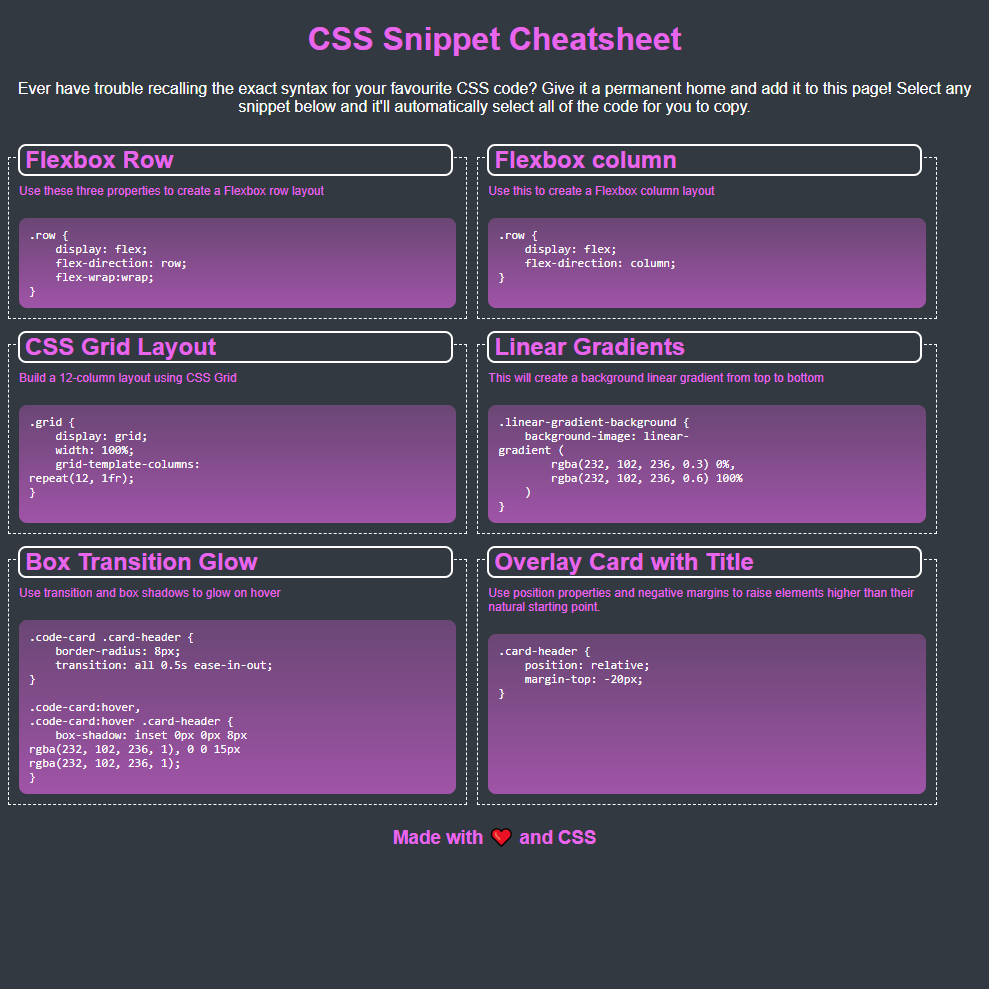 CSS Snippet Cheatsheet
Ever have trouble recalling the exact syntax for your favourite CSS code? Give it a permanent home and add it to this page! Select any
snippet below and it'll automatically select all of the code for you to copy.
Flexbox Row
Use these three properties to create a Flexbox row layout
.row {
    display: flex;
    flex-direction: row;
    flex-wrap:wrap;
}
Flexbox column
Use this to create a Flexbox column layout
.row {
    display: flex;
    flex-direction: column;
}
CSS Grid Layout
Build a 12-column layout using CSS Grid
.grid {
    display: grid;
    width: 100%;
    grid-template-columns:
repeat(12, 1fr);
}
Linear Gradients
This will create a background linear gradient from top to bottom
.linear-gradient-background {
    background-image: linear-
gradient (
        rgba(232, 102, 236, 0.3) 0%,
        rgba(232, 102, 236, 0.6) 100%
    )
}
Box Transition Glow
Use transition and box shadows to glow on hover
.code-card .card-header {
    border-radius: 8px;
    transition: all 0.5s ease-in-out;
}
.code-card:hover,
.code-card:hover .card-header {
    box-shadow: inset 0px 0px 8px
rgba(232, 102, 236, 1), 0 0 15px
rgba(232, 102, 236, 1);
}
Overlay Card with Title
Use position properties and negative margins to raise elements higher than their
natural starting point.
.card-header {
    position: relative;
    margin-top: -20px;
}
Made with ❤️ and CSS